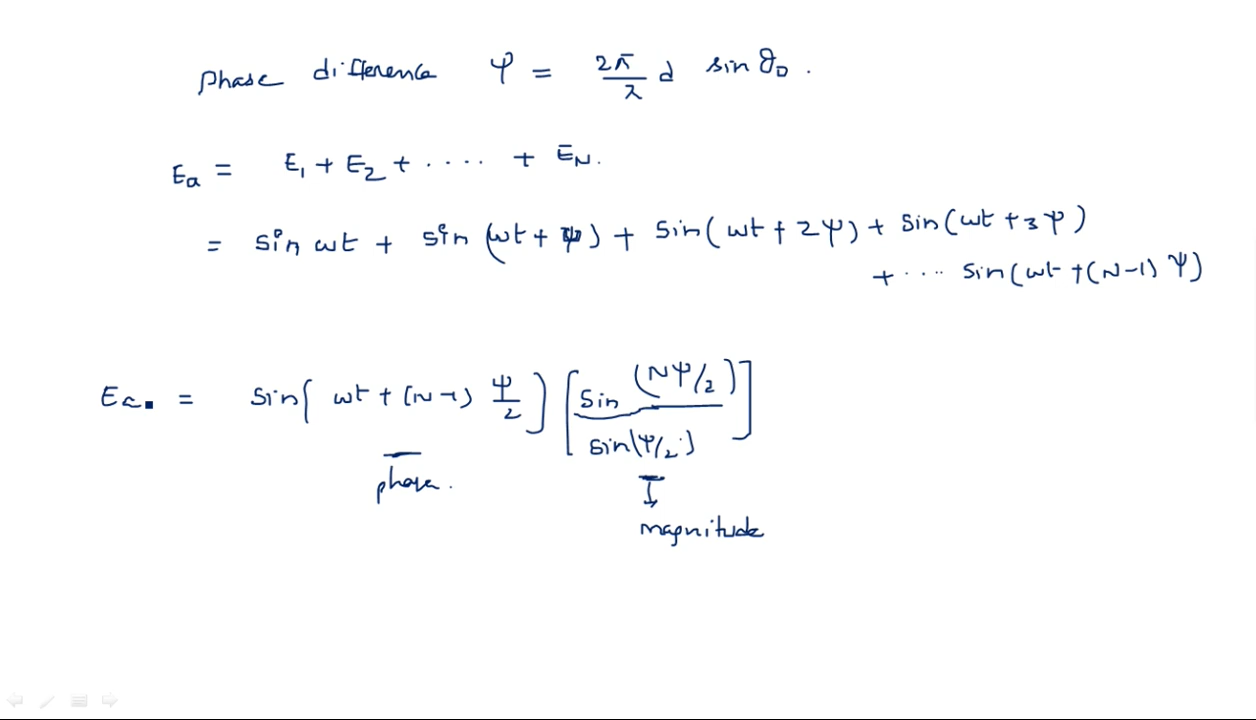 phase difference ψ = 2π/λ d sin θ₀ .
Eₐ = E₁ + E₂ + ‥‥ + E_N .
= sin ωt + sin (ωt + ψ) + sin( ωt + 2ψ) + sin(ωt + 3ψ)
+ ‥‥ sin(ωt +(N-1) ψ)
Eₐ = sin( ωt + (N-1) ψ/2 ) [ sin (Nψ/2) / sin(ψ/2) ]
phase .
magnitude